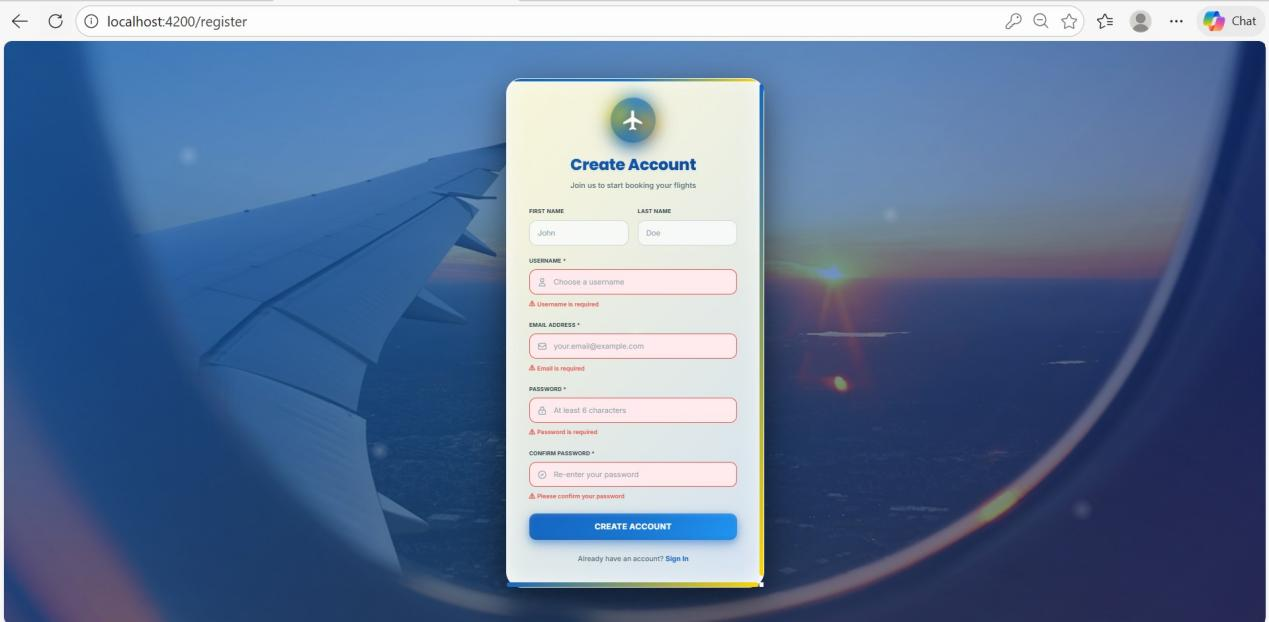 localhost:4200/register
Chat
Create Account
Join us to start booking your flights
FIRST NAME LAST NAME
John Doe
USERNAME *
Choose a username
Username is required
EMAIL ADDRESS *
your.email@example.com
Email is required
PASSWORD *
At least 6 characters
Password is required
CONFIRM PASSWORD *
Re-enter your password
Please confirm your password
CREATE ACCOUNT
Already have an account? Sign In